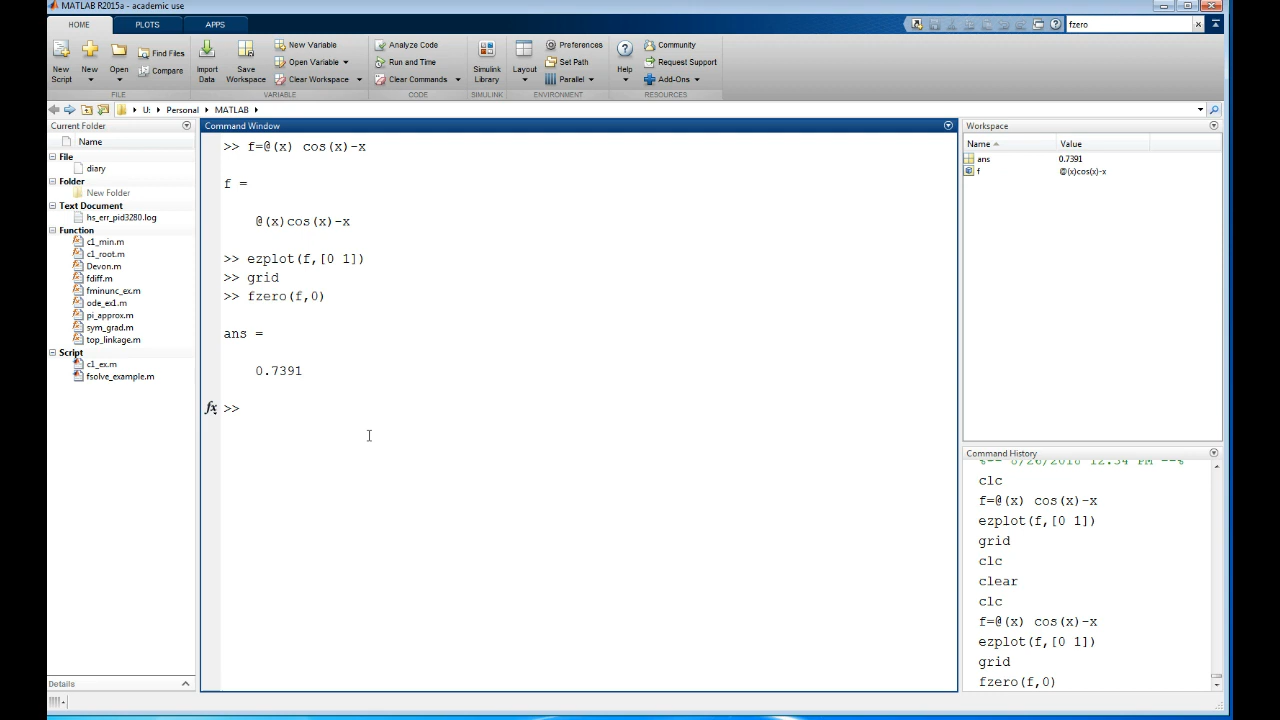 MATLAB R2015a - academic use
HOME PLOTS APPS
fzero
New Script
New
Open
Find Files
Compare
Import Data
Save Workspace
New Variable
Open Variable
Clear Workspace
Analyze Code
Run and Time
Clear Commands
Simulink Library
Layout
Preferences
Set Path
Parallel
Help
Community
Request Support
Add-Ons
FILE VARIABLE CODE SIMULINK ENVIRONMENT RESOURCES
U: Personal MATLAB
Current Folder
Name
File
diary
Folder
New Folder
Text Document
hs_err_pid3280.log
Function
c1_min.m
c1_root.m
Devon.m
fdiff.m
fminunc_ex.m
ode_ex1.m
pi_approx.m
sym_grad.m
top_linkage.m
Script
c1_ex.m
fsolve_example.m
Details
Command Window
>> f=@(x) cos(x)-x
f =
@(x)cos(x)-x
>> ezplot(f,[0 1])
>> grid
>> fzero(f,0)
ans =
0.7391
fx >>
Workspace
Name Value
ans 0.7391
f @(x)cos(x)-x
Command History
%-- 8/26/2016 12:34 PM --%
clc
f=@(x) cos(x)-x
ezplot(f,[0 1])
grid
clc
clear
clc
f=@(x) cos(x)-x
ezplot(f,[0 1])
grid
fzero(f,0)